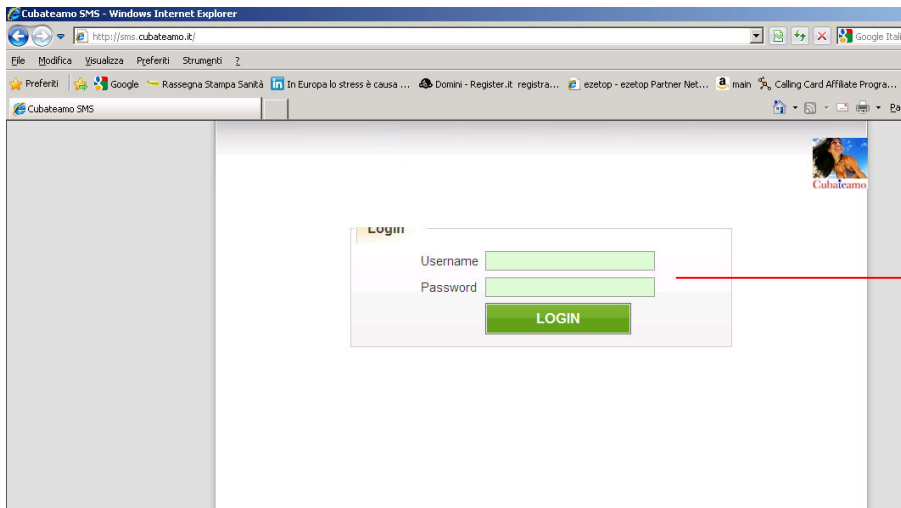 Cubateamo SMS - Windows Internet Explorer
http://sms.cubateamo.it/
Google Itali
File Modifica Visualizza Preferiti Strumenti ?
Preferiti Google Rassegna Stampa Sanità In Europa lo stress è causa ... Domini - Register.it registra... ezetop - ezetop Partner Net... main Calling Card Affiliate Progra...
Cubateamo SMS
Pa
Cubateamo
Login
Username
Password
LOGIN